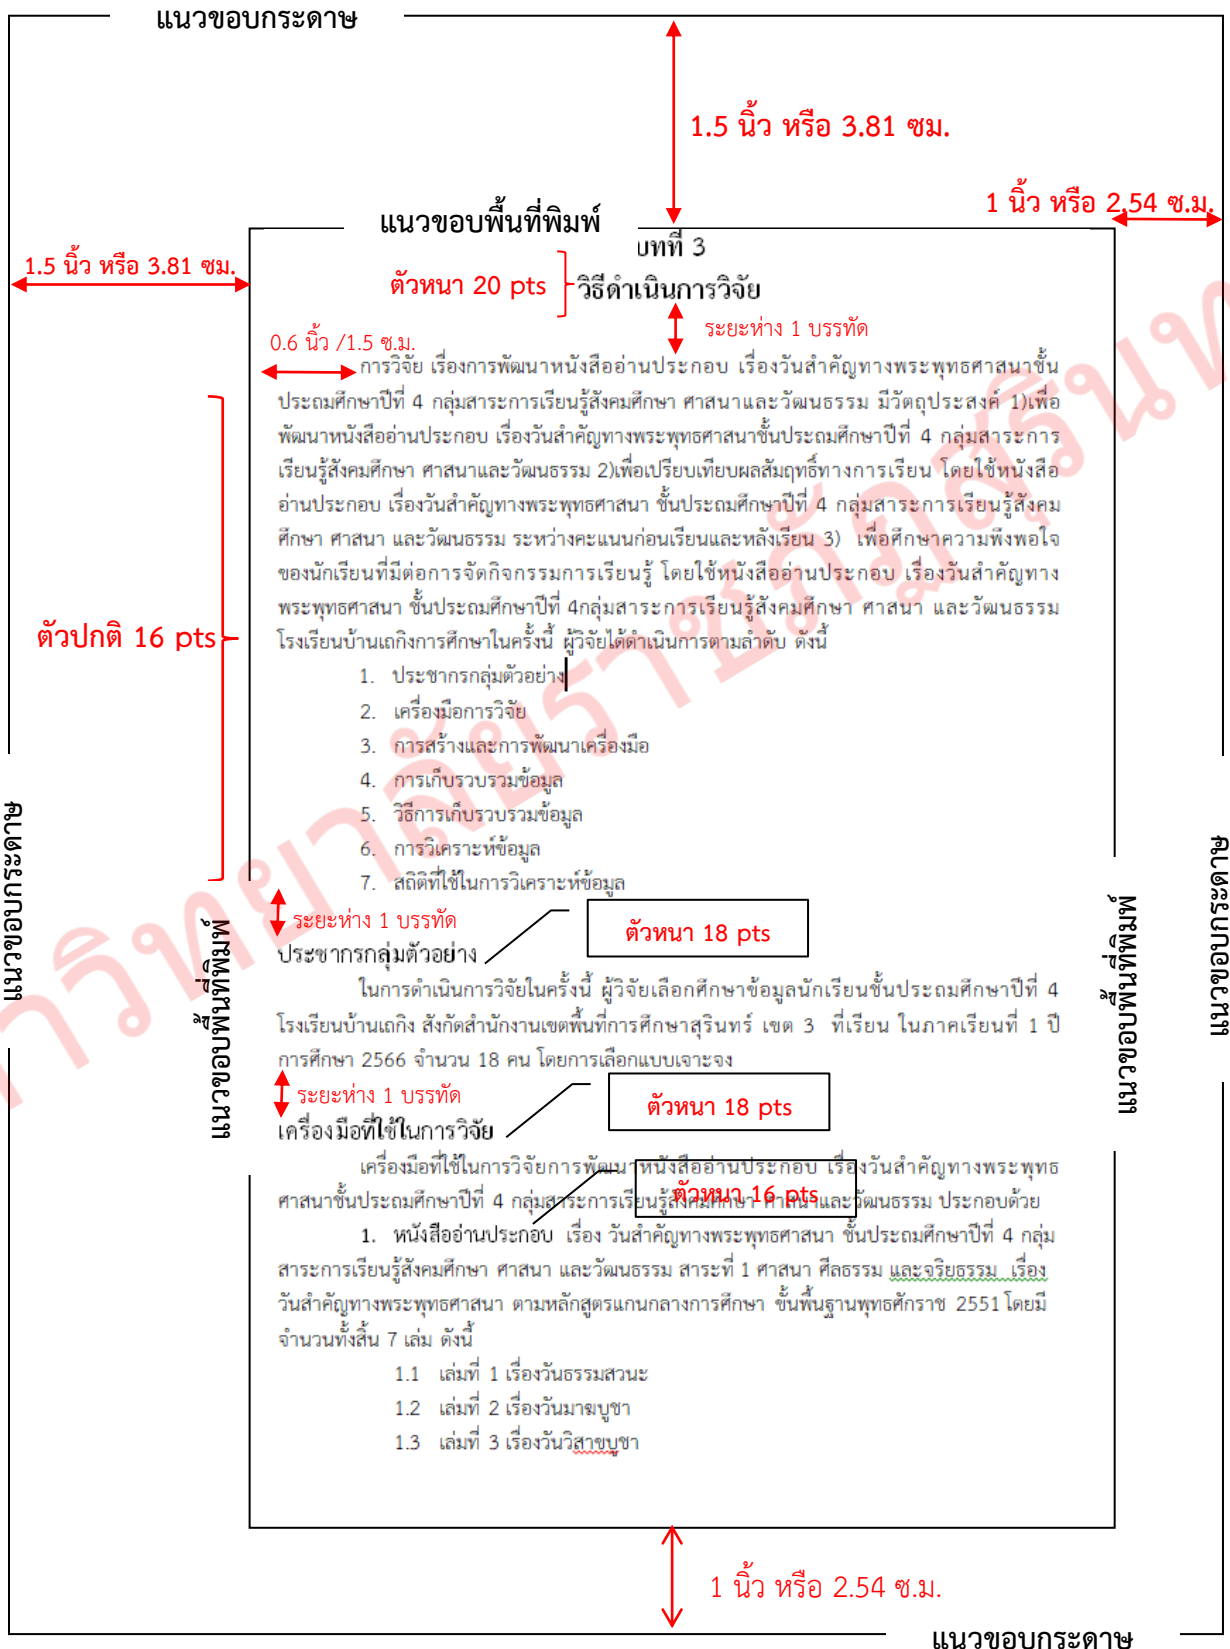 แนวขอบกระดาษ
1.5 นิ้ว หรือ 3.81 ซม.
1 นิ้ว หรือ 2.54 ซ.ม.
แนวขอบพื้นที่พิมพ์
บทที่ 3
1.5 นิ้ว หรือ 3.81 ซม.
ตัวหนา 20 pts
วิธีดำเนินการวิจัย
ระยะห่าง 1 บรรทัด
0.6 นิ้ว /1.5 ซ.ม.
การวิจัย เรื่องการพัฒนาหนังสืออ่านประกอบ เรื่องวันสำคัญทางพระพุทธศาสนาชั้น
ประถมศึกษาปีที่ 4 กลุ่มสาระการเรียนรู้สังคมศึกษา ศาสนาและวัฒนธรรม มีวัตถุประสงค์ 1)เพื่อ
พัฒนาหนังสืออ่านประกอบ เรื่องวันสำคัญทางพระพุทธศาสนาชั้นประถมศึกษาปีที่ 4 กลุ่มสาระการ
เรียนรู้สังคมศึกษา ศาสนาและวัฒนธรรม 2)เพื่อเปรียบเทียบผลสัมฤทธิ์ทางการเรียน โดยใช้หนังสือ
อ่านประกอบ เรื่องวันสำคัญทางพระพุทธศาสนา ชั้นประถมศึกษาปีที่ 4 กลุ่มสาระการเรียนรู้สังคม
ศึกษา ศาสนา และวัฒนธรรม ระหว่างคะแนนก่อนเรียนและหลังเรียน 3) เพื่อศึกษาความพึงพอใจ
ของนักเรียนที่มีต่อการจัดกิจกรรมการเรียนรู้ โดยใช้หนังสืออ่านประกอบ เรื่องวันสำคัญทาง
พระพุทธศาสนา ชั้นประถมศึกษาปีที่ 4กลุ่มสาระการเรียนรู้สังคมศึกษา ศาสนา และวัฒนธรรม
ตัวปกติ 16 pts
โรงเรียนบ้านเถกิงการศึกษาในครั้งนี้ ผู้วิจัยได้ดำเนินการตามลำดับ ดังนี้
1. ประชากรกลุ่มตัวอย่าง
2. เครื่องมือการวิจัย
3. การสร้างและการพัฒนาเครื่องมือ
4. การเก็บรวบรวมข้อมูล
5. วิธีการเก็บรวบรวมข้อมูล
6. การวิเคราะห์ข้อมูล
7. สถิติที่ใช้ในการวิเคราะห์ข้อมูล
แนวขอบกระดาษ
แนวขอบกระดาษ
แนวขอบพื้นที่พิมพ์
แนวขอบพื้นที่พิมพ์
ระยะห่าง 1 บรรทัด
ตัวหนา 18 pts
ประชากรกลุ่มตัวอย่าง
ในการดำเนินการวิจัยในครั้งนี้ ผู้วิจัยเลือกศึกษาข้อมูลนักเรียนชั้นประถมศึกษาปีที่ 4
โรงเรียนบ้านเถกิง สังกัดสำนักงานเขตพื้นที่การศึกษาสุรินทร์ เขต 3 ที่เรียน ในภาคเรียนที่ 1 ปี
การศึกษา 2566 จำนวน 18 คน โดยการเลือกแบบเจาะจง
ระยะห่าง 1 บรรทัด
ตัวหนา 18 pts
เครื่องมือที่ใช้ในการวิจัย
เครื่องมือที่ใช้ในการวิจัยการพัฒนาหนังสืออ่านประกอบ เรื่องวันสำคัญทางพระพุทธ
ศาสนาชั้นประถมศึกษาปีที่ 4 กลุ่มสาระการเรียนรู้สังคมศึกษา ศาสนาและวัฒนธรรม ประกอบด้วย
ตัวหนา 16 pts
1. หนังสืออ่านประกอบ เรื่อง วันสำคัญทางพระพุทธศาสนา ชั้นประถมศึกษาปีที่ 4 กลุ่ม
สาระการเรียนรู้สังคมศึกษา ศาสนา และวัฒนธรรม สาระที่ 1 ศาสนา ศีลธรรม และจริยธรรม เรื่อง
วันสำคัญทางพระพุทธศาสนา ตามหลักสูตรแกนกลางการศึกษา ขั้นพื้นฐานพุทธศักราช 2551 โดยมี
จำนวนทั้งสิ้น 7 เล่ม ดังนี้
1.1 เล่มที่ 1 เรื่องวันธรรมสวนะ
1.2 เล่มที่ 2 เรื่องวันมาฆบูชา
1.3 เล่มที่ 3 เรื่องวันวิสาขบูชา
1 นิ้ว หรือ 2.54 ซ.ม.
แนวขอบกระดาษ
าวิทยาลัยราชภัฏสุรินท